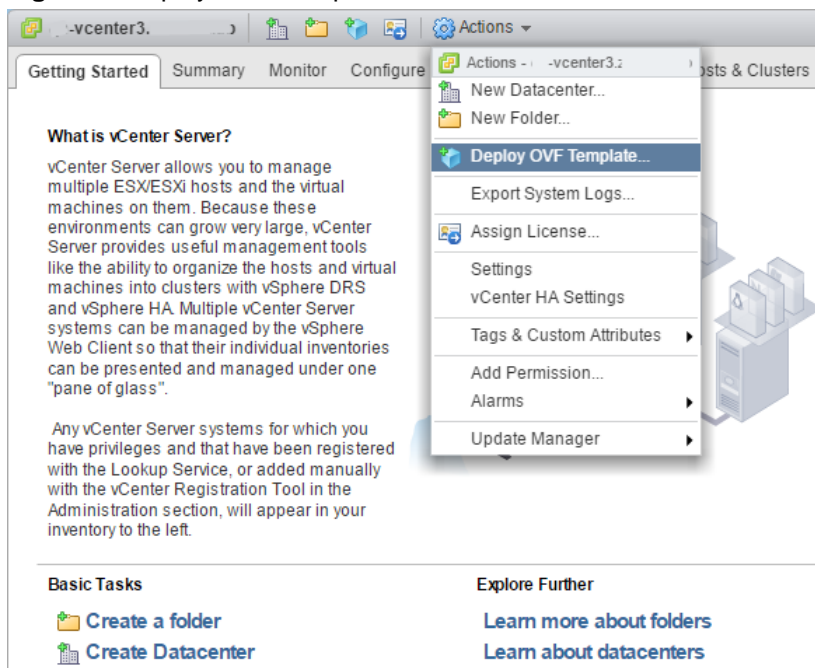 -vcenter3.
Actions
Getting Started Summary Monitor Configure
Actions - -vcenter3.
osts & Clusters
New Datacenter...
New Folder...
Deploy OVF Template...
Export System Logs...
Assign License...
Settings
vCenter HA Settings
Tags & Custom Attributes
Add Permission...
Alarms
Update Manager
What is vCenter Server?
vCenter Server allows you to manage
multiple ESX/ESXi hosts and the virtual
machines on them. Because these
environments can grow very large, vCenter
Server provides useful management tools
like the ability to organize the hosts and virtual
machines into clusters with vSphere DRS
and vSphere HA. Multiple vCenter Server
systems can be managed by the vSphere
Web Client so that their individual inventories
can be presented and managed under one
"pane of glass".
Any vCenter Server systems for which you
have privileges and that have been registered
with the Lookup Service, or added manually
with the vCenter Registration Tool in the
Administration section, will appear in your
inventory to the left.
Basic Tasks
Create a folder
Create Datacenter
Explore Further
Learn more about folders
Learn about datacenters